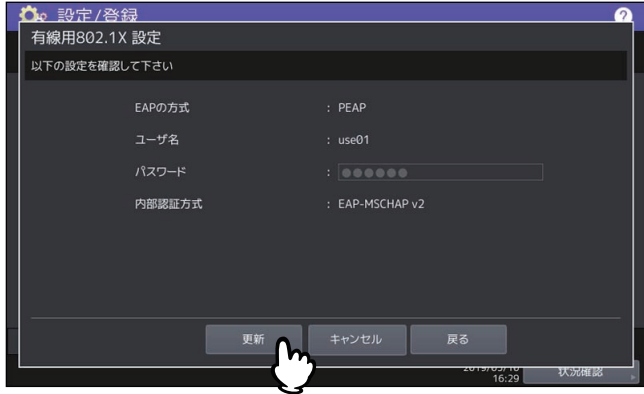 設定/登録 ?
有線用802.1X 設定
以下の設定を確認して下さい
EAPの方式 : PEAP
ユーザ名 : use01
パスワード : ●●●●●●
内部認証方式 : EAP-MSCHAP v2
更新 キャンセル 戻る
状況確認
16:29